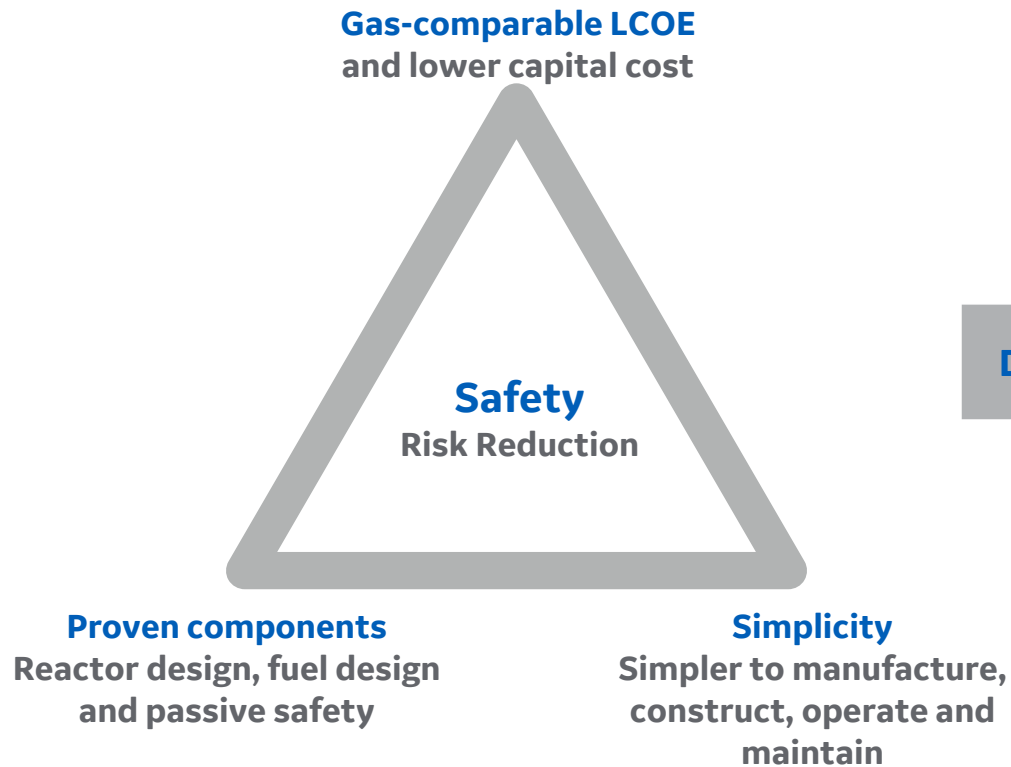 Gas-comparable LCOE
and lower capital cost
Safety
Risk Reduction
Proven components
Reactor design, fuel design
and passive safety
Simplicity
Simpler to manufacture,
construct, operate and
maintain